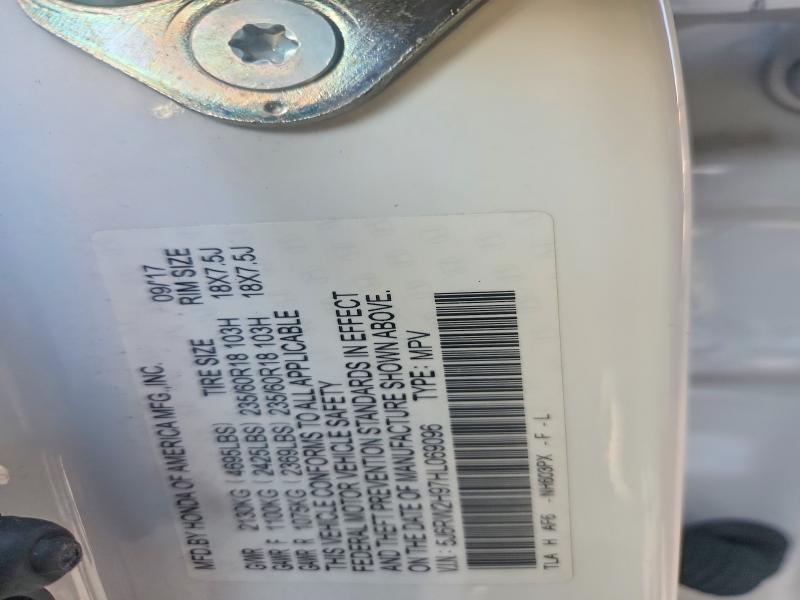 MFD.BY HONDA OF AMERICA MFG.,INC. 09/17
TIRE SIZE RIM SIZE
GVWR 2130KG (4695LBS)
GAWR F 1100KG (2425LBS) 235/60R18 103H 18X7.5J
GAWR R 1075KG (2369LBS) 235/60R18 103H 18X7.5J
THIS VEHICLE CONFORMS TO ALL APPLICABLE
FEDERAL MOTOR VEHICLE SAFETY
AND THEFT PREVENTION STANDARDS IN EFFECT
ON THE DATE OF MANUFACTURE SHOWN ABOVE.
V.I.N : 5J6RW2H97HL069096 TYPE : MPV
TLA H AF6 -NH603PX -F -L